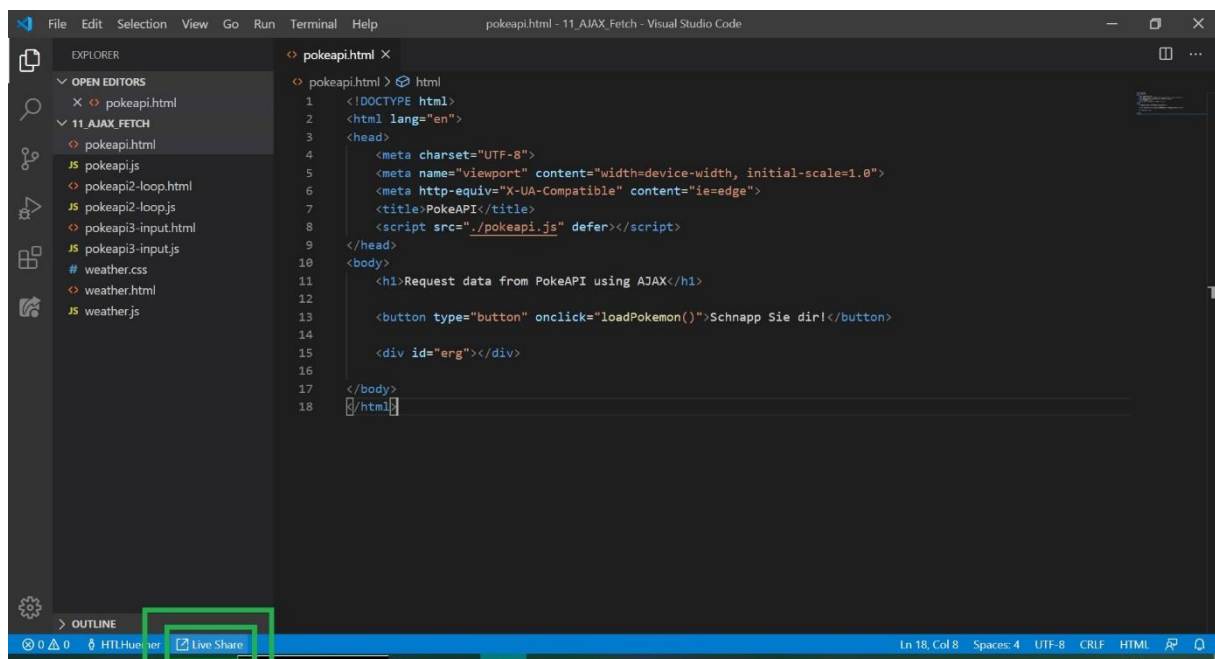 File Edit Selection View Go Run Terminal Help pokeapi.html - 11_AJAX_Fetch - Visual Studio Code
EXPLORER
OPEN EDITORS
pokeapi.html
11_AJAX_FETCH
pokeapi.html
JS pokeapi.js
pokeapi2-loop.html
JS pokeapi2-loop.js
pokeapi3-input.html
JS pokeapi3-input.js
# weather.css
weather.html
JS weather.js
OUTLINE
pokeapi.html
pokeapi.html > html
1 <!DOCTYPE html>
2 <html lang="en">
3 <head>
4 <meta charset="UTF-8">
5 <meta name="viewport" content="width=device-width, initial-scale=1.0">
6 <meta http-equiv="X-UA-Compatible" content="ie=edge">
7 <title>PokeAPI</title>
8 <script src="./pokeapi.js" defer></script>
9 </head>
10 <body>
11 <h1>Request data from PokeAPI using AJAX</h1>
12
13 <button type="button" onclick="loadPokemon()">Schnapp Sie dir!</button>
14
15 <div id="erg"></div>
16
17 </body>
18 </html>
0 0 Live Share Ln 18, Col 8 Spaces: 4 UTF-8 CRLF HTML